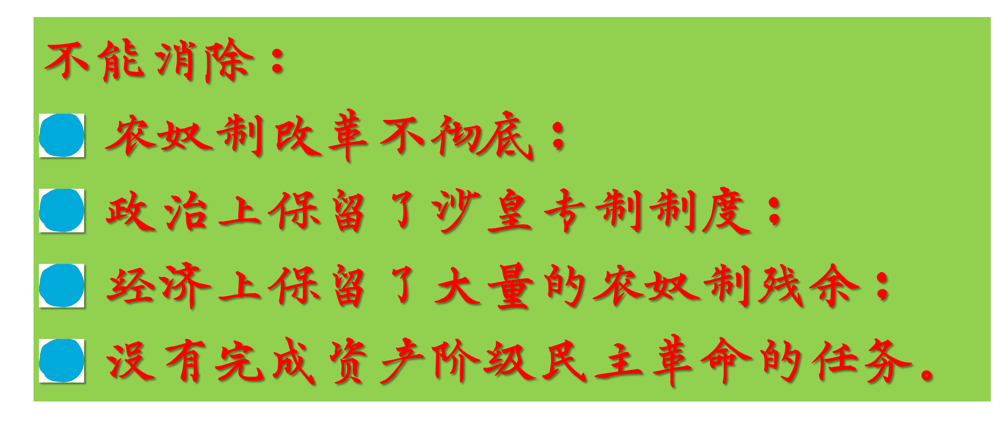 不能消除：
农奴制改革不彻底；
政治上保留了沙皇专制制度；
经济上保留了大量的农奴制残余；
没有完成资产阶级民主革命的任务。